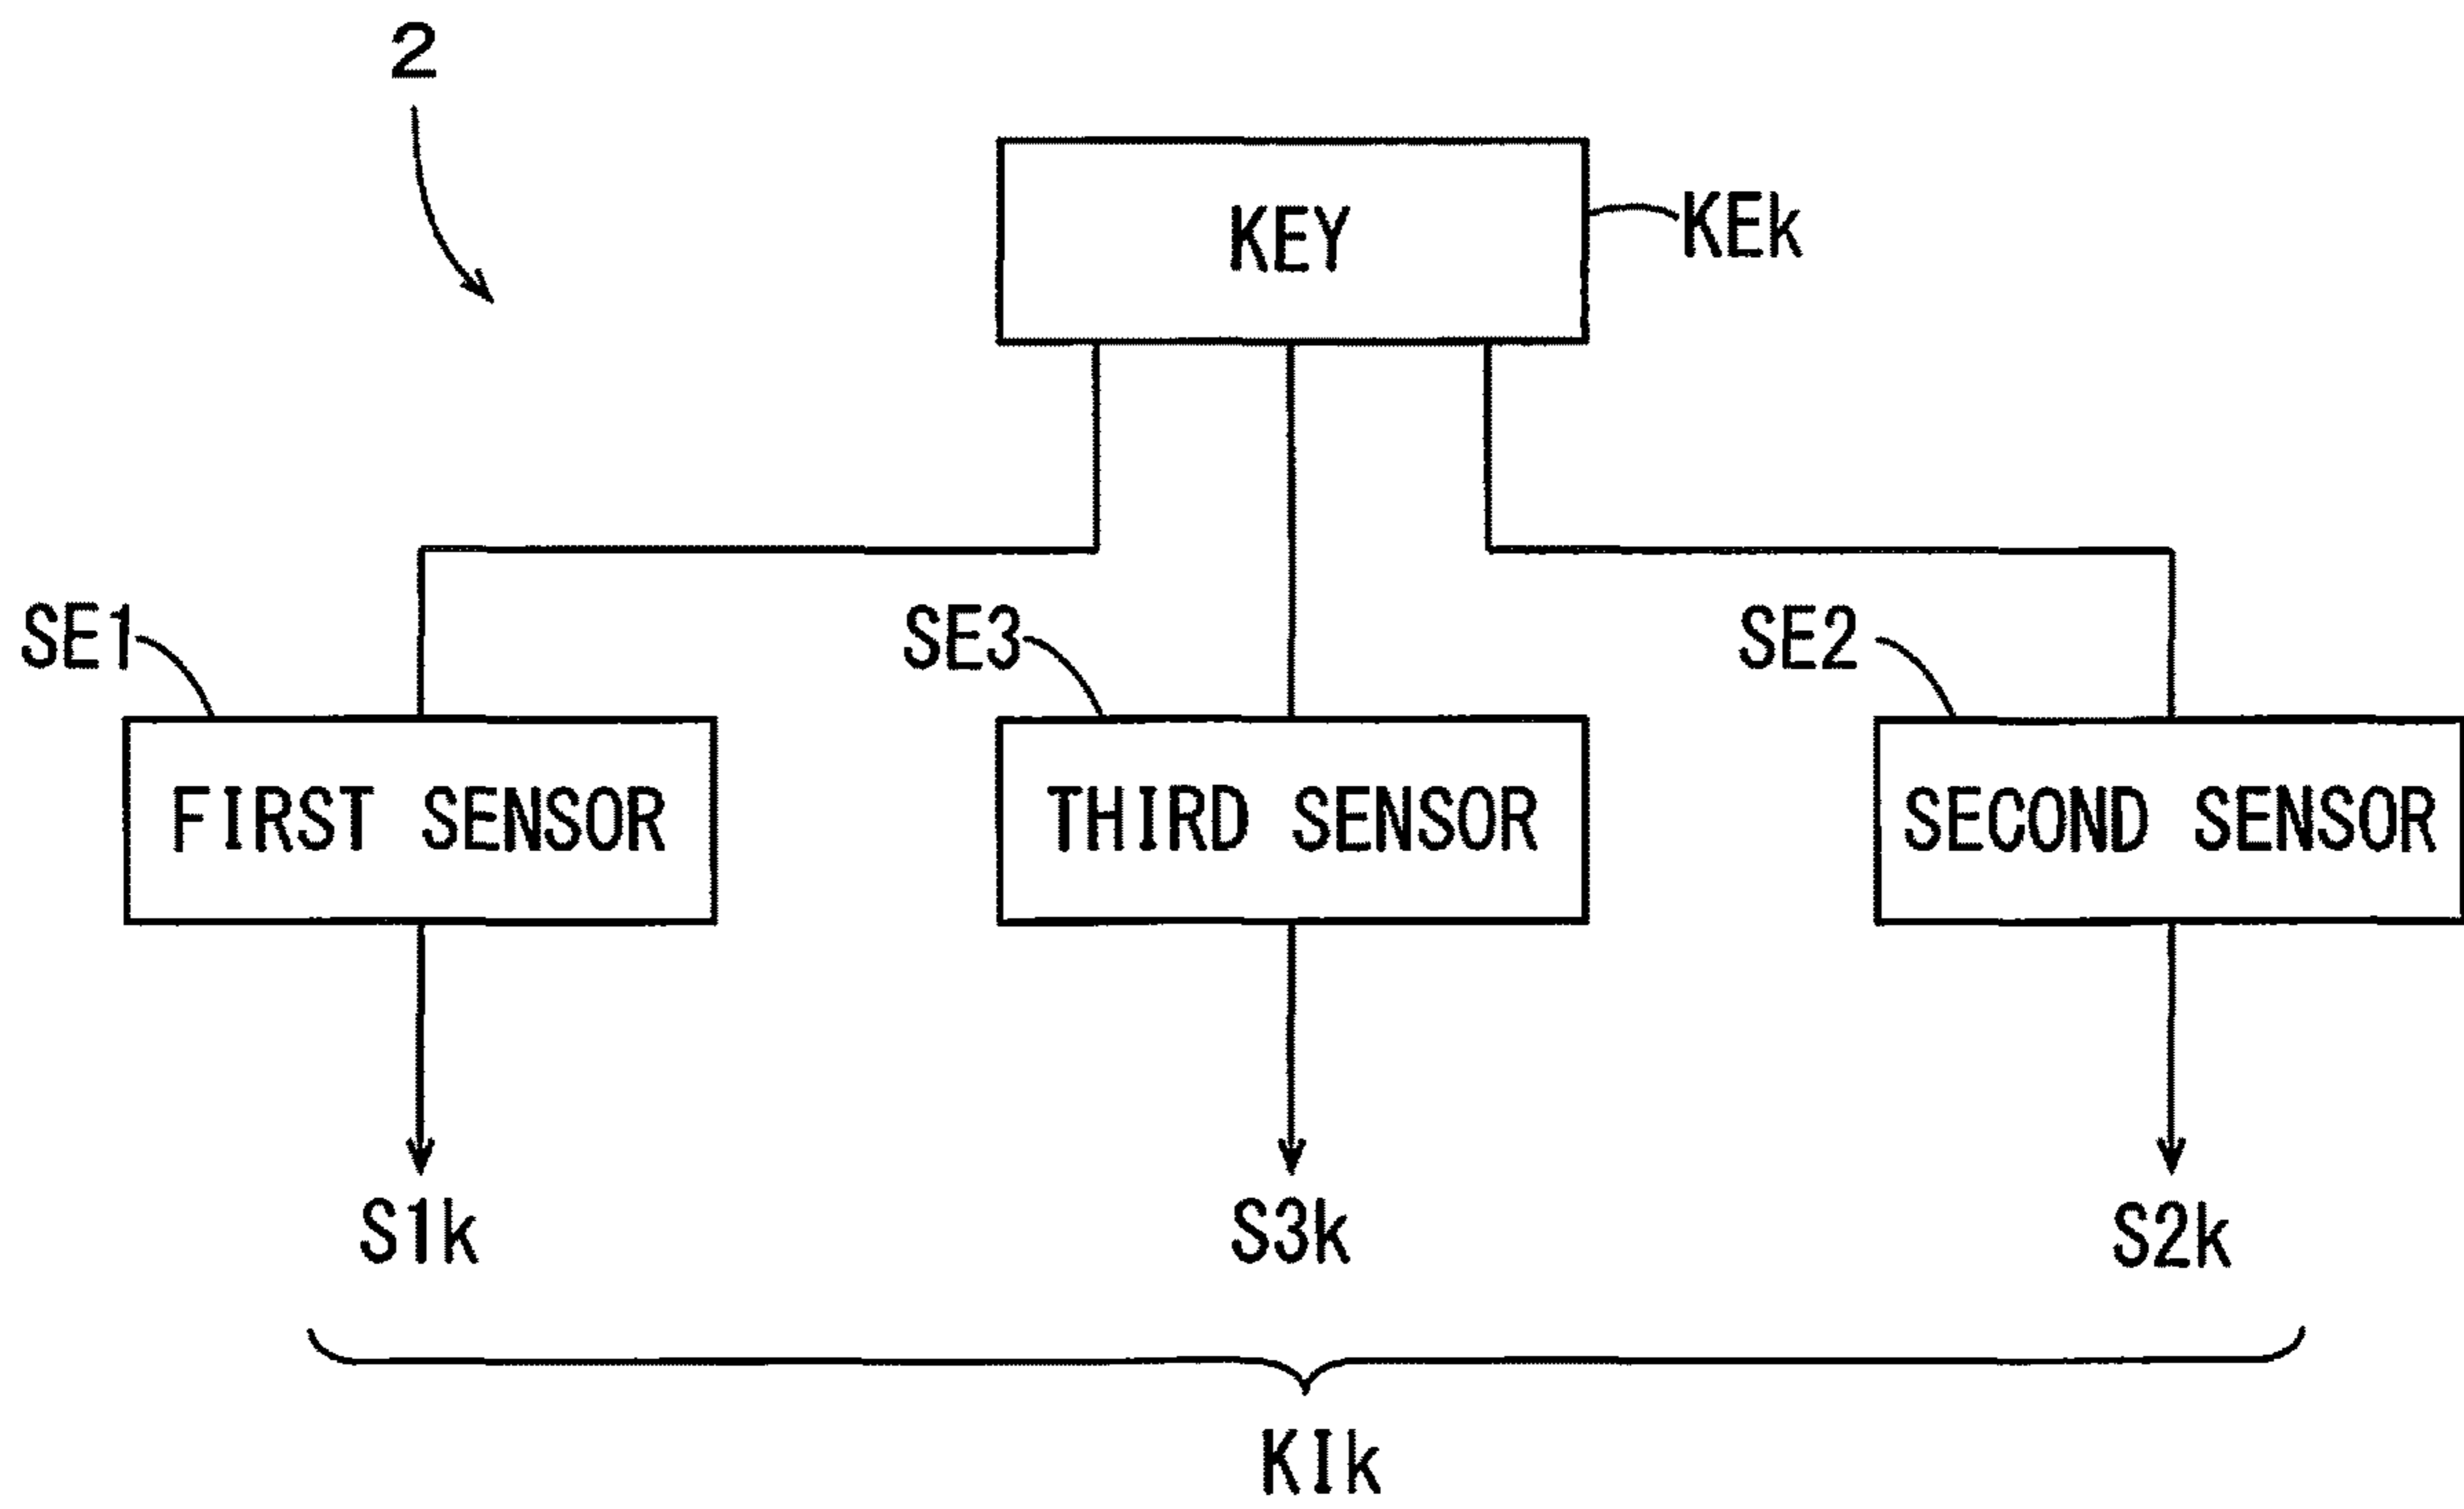 2
KEY
KEk
SE1
SE3
SE2
FIRST SENSOR
THIRD SENSOR
SECOND SENSOR
S1k
S3k
S2k
KIk